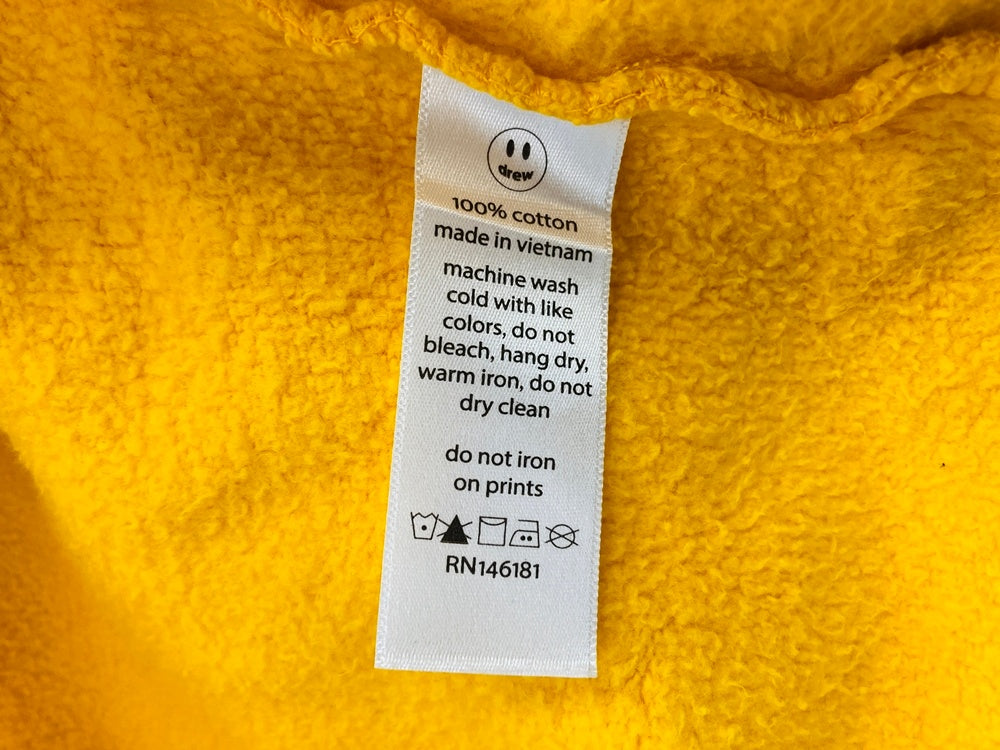 drew
100% cotton
made in vietnam
machine wash
cold with like
colors, do not
bleach, hang dry,
warm iron, do not
dry clean
do not iron
on prints
RN146181